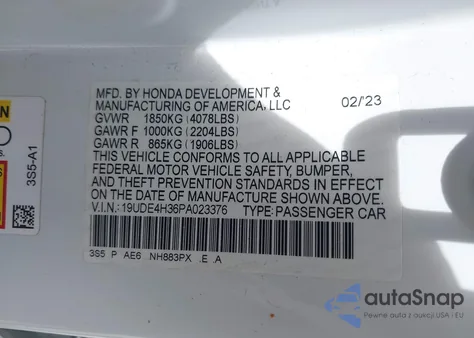 MFD. BY HONDA DEVELOPMENT &
MANUFACTURING OF AMERICA, LLC 02/'23
GVWR 1850KG (4078LBS)
GAWR F 1000KG (2204LBS)
GAWR R 865KG (1906LBS)
THIS VEHICLE CONFORMS TO ALL APPLICABLE
FEDERAL MOTOR VEHICLE SAFETY, BUMPER,
AND THEFT PREVENTION STANDARDS IN EFFECT
ON THE DATE OF MANUFACTURE SHOWN ABOVE.
V.I.N.:19UDE4H36PA023376 TYPE:PASSENGER CAR
3S5 P AE6 NH883PX .E .A
3S5-A1
autoSnap
Pewne auta z aukcji USA i EU